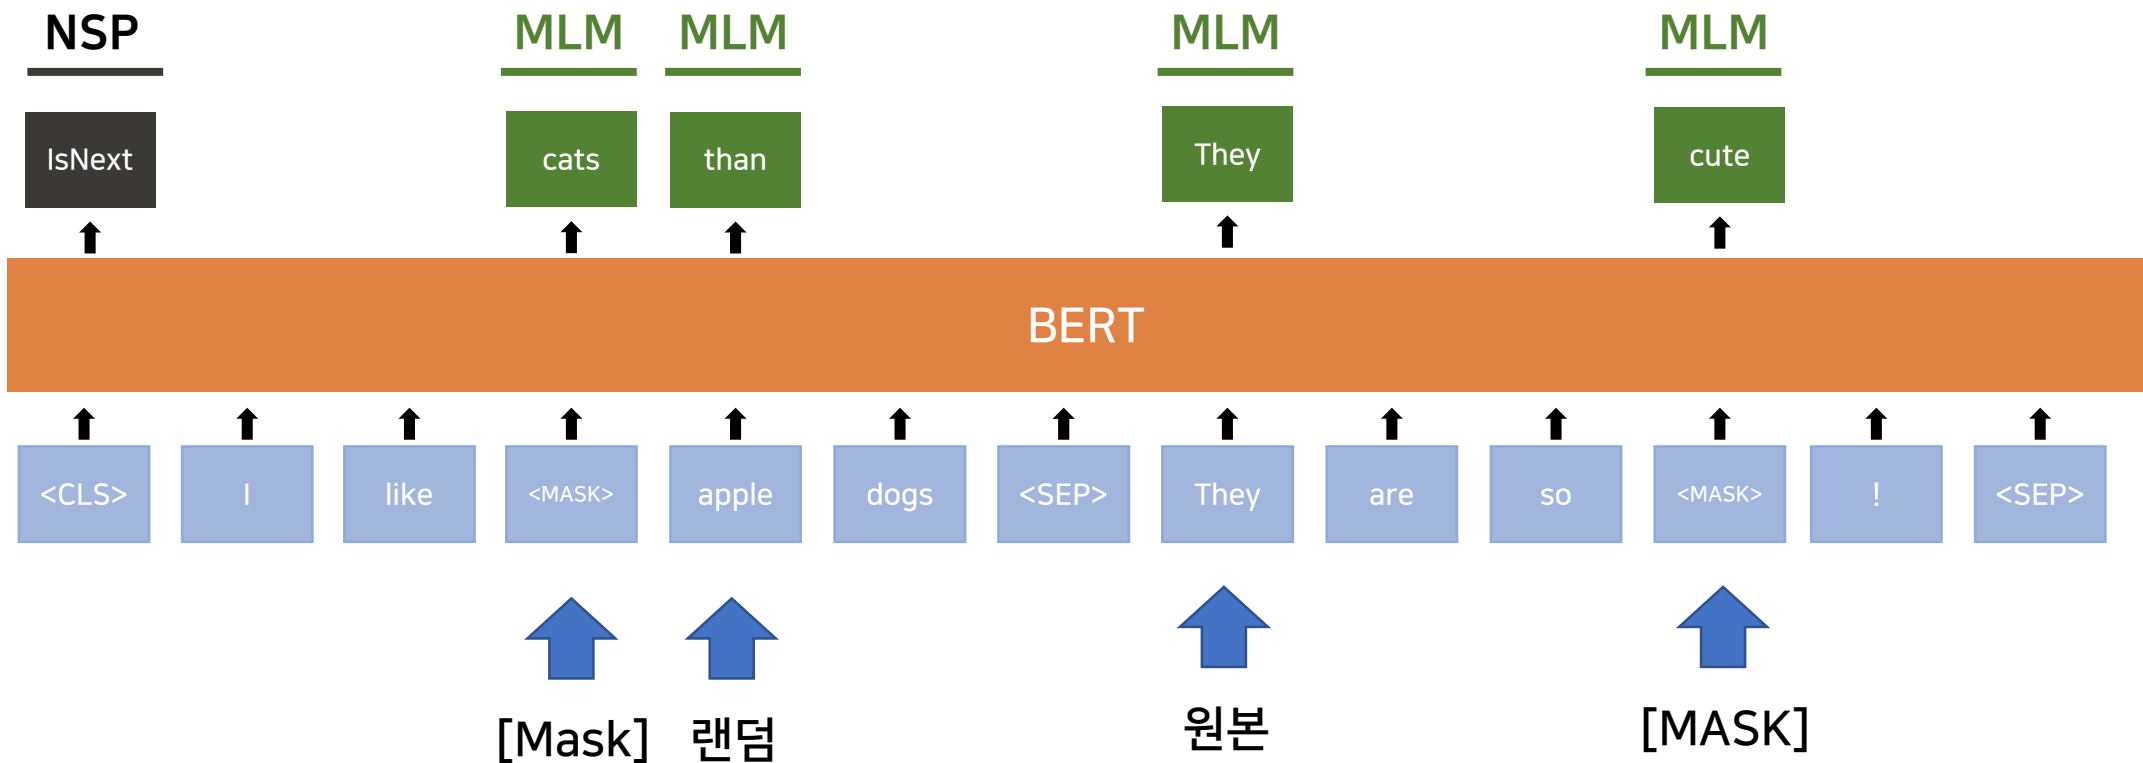 NSP MLM MLM MLM MLM
IsNext cats than They cute
BERT
<CLS> I like <MASK> apple dogs <SEP> They are so <MASK> ! <SEP>
[Mask] 랜덤 원본 [MASK]